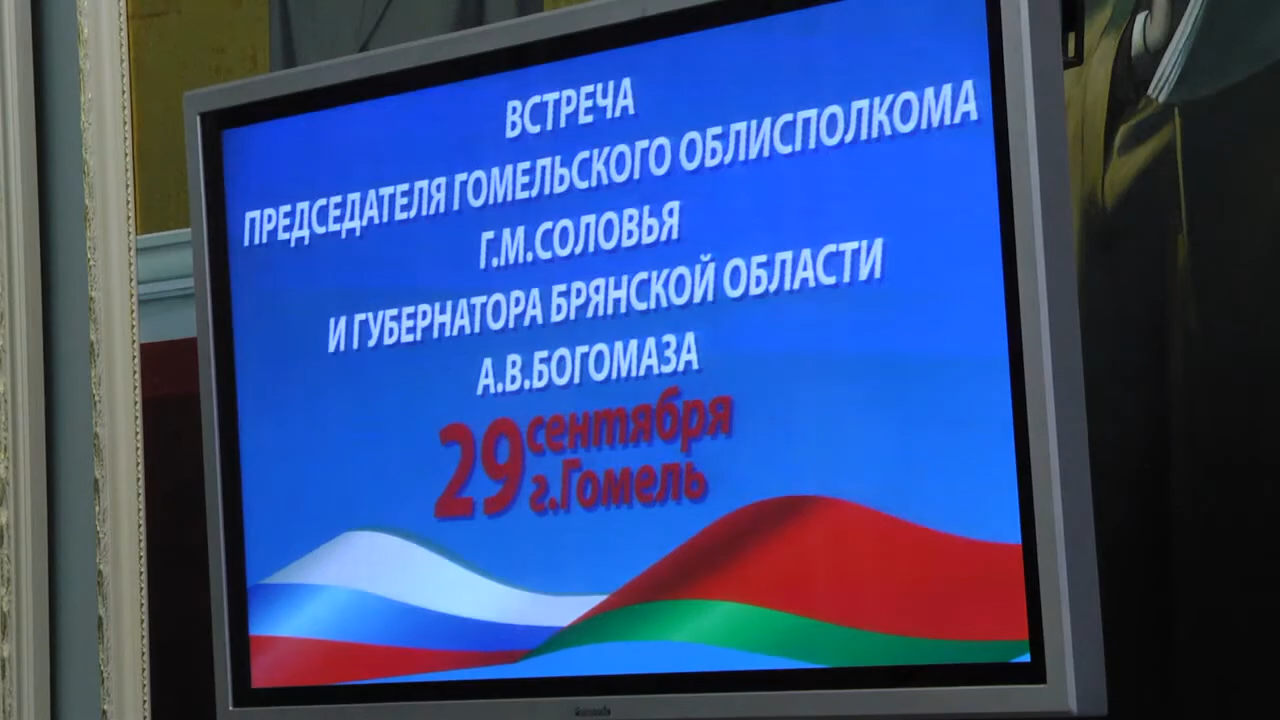 ВСТРЕЧА
ПРЕДСЕДАТЕЛЯ ГОМЕЛЬСКОГО ОБЛИСПОЛКОМА
Г.М.СОЛОВЬЯ
И ГУБЕРНАТОРА БРЯНСКОЙ ОБЛАСТИ
А.В.БОГОМАЗА
29 сентября
г.Гомель